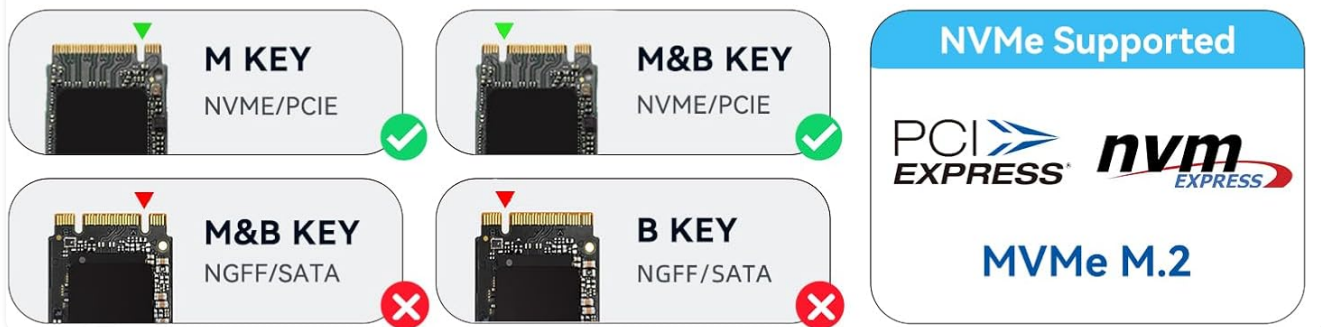 M KEY
NVME/PCIE
M&B KEY
NVME/PCIE
M&B KEY
NGFF/SATA
B KEY
NGFF/SATA
NVMe Supported
PCI
EXPRESS®
nvm
EXPRESS
MVMe M.2